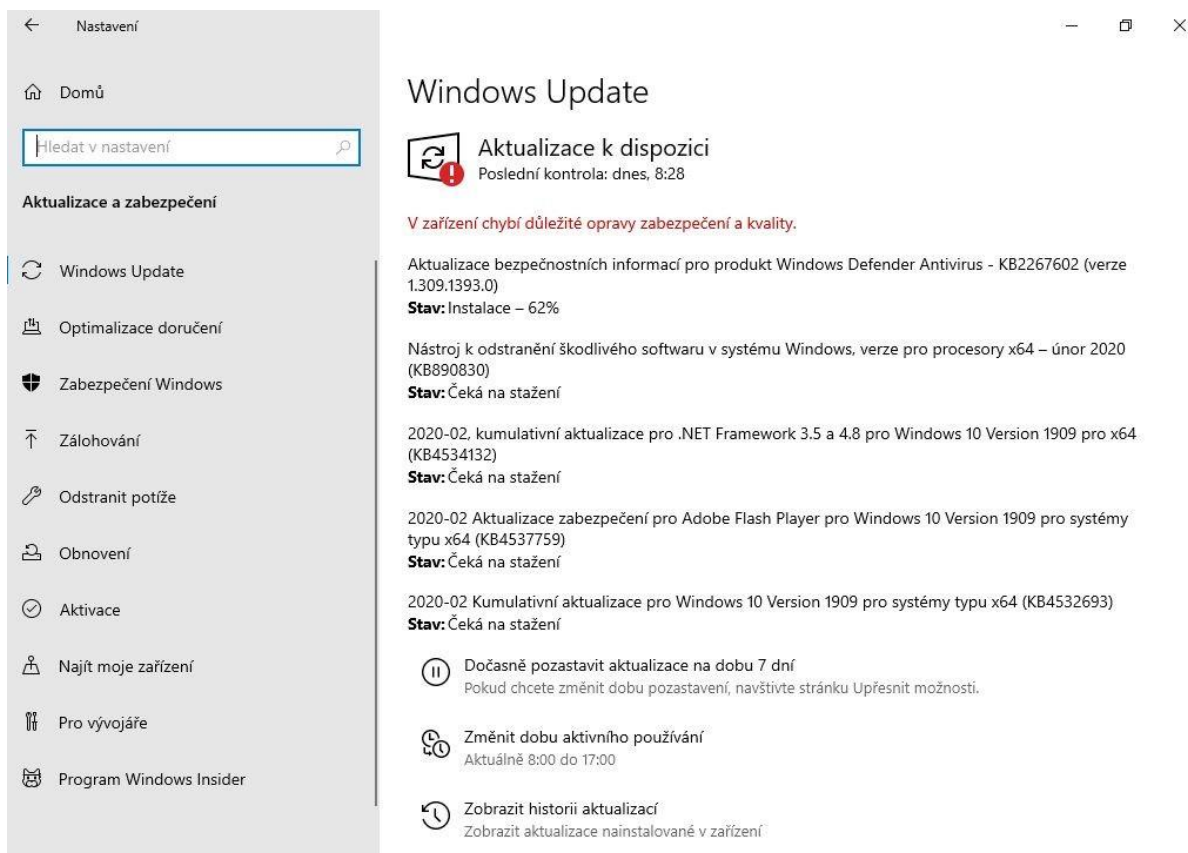 Nastavení
Domů
Hledat v nastavení
Aktualizace a zabezpečení
Windows Update
Optimalizace doručení
Zabezpečení Windows
Zálohování
Odstranit potíže
Obnovení
Aktivace
Najít moje zařízení
Pro vývojáře
Program Windows Insider
Windows Update
Aktualizace k dispozici
Poslední kontrola: dnes, 8:28
V zařízení chybí důležité opravy zabezpečení a kvality.
Aktualizace bezpečnostních informací pro produkt Windows Defender Antivirus - KB2267602 (verze
1.309.1393.0)
Stav: Instalace – 62%
Nástroj k odstranění škodlivého softwaru v systému Windows, verze pro procesory x64 – únor 2020
(KB890830)
Stav: Čeká na stažení
2020-02, kumulativní aktualizace pro .NET Framework 3.5 a 4.8 pro Windows 10 Version 1909 pro x64
(KB4534132)
Stav: Čeká na stažení
2020-02 Aktualizace zabezpečení pro Adobe Flash Player pro Windows 10 Version 1909 pro systémy
typu x64 (KB4537759)
Stav: Čeká na stažení
2020-02 Kumulativní aktualizace pro Windows 10 Version 1909 pro systémy typu x64 (KB4532693)
Stav: Čeká na stažení
Dočasně pozastavit aktualizace na dobu 7 dní
Pokud chcete změnit dobu pozastavení, navštivte stránku Upřesnit možnosti.
Změnit dobu aktivního používání
Aktuálně 8:00 do 17:00
Zobrazit historii aktualizací
Zobrazit aktualizace nainstalované v zařízení